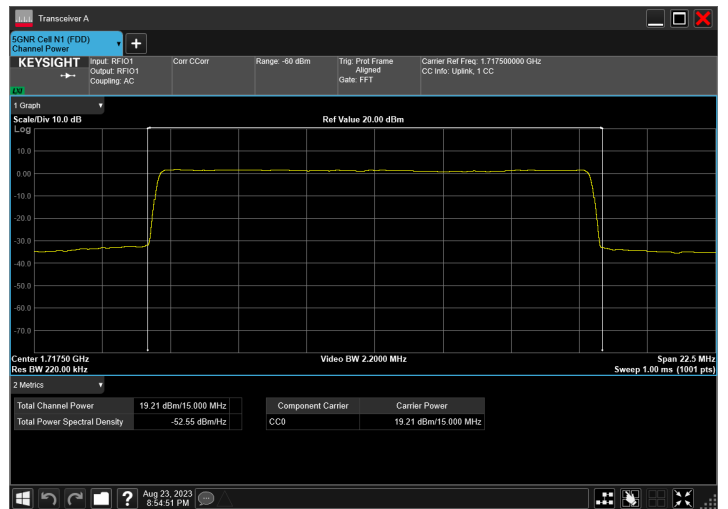 Transceiver A
5GNR Cell N1 (FDD)
Channel Power
KEYSIGHT
LXI
Input: RFIO1
Output: RFIO1
Coupling: AC
Corr CCorr
Range: -60 dBm
Trig: Prot Frame
Aligned
Gate: FFT
Carrier Ref Freq: 1.717500000 GHz
CC Info: Uplink, 1 CC
1 Graph
Scale/Div 10.0 dB
Ref Value 20.00 dBm
Log
10.0
0.00
-10.0
-20.0
-30.0
-40.0
-50.0
-60.0
-70.0
Center 1.71750 GHz
Video BW 2.2000 MHz
Span 22.5 MHz
Res BW 220.00 kHz
Sweep 1.00 ms (1001 pts)
2 Metrics
Total Channel Power 19.21 dBm/15.000 MHz
Total Power Spectral Density -52.55 dBm/Hz
Component Carrier Carrier Power
CC0 19.21 dBm/15.000 MHz
? Aug 23, 2023
8:54:51 PM